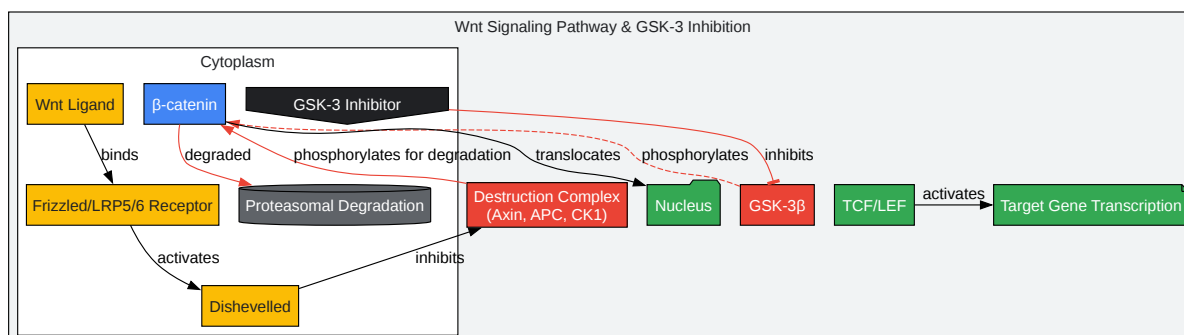 Wnt Signaling Pathway & GSK-3 Inhibition
Cytoplasm
Wnt Ligand
β-catenin
GSK-3 Inhibitor
binds
degraded
phosphorylates for degradation
translocates
phosphorylates
inhibits
Frizzled/LRP5/6 Receptor
Proteasomal Degradation
Destruction Complex
(Axin, APC, CK1)
Nucleus
GSK-3β
TCF/LEF
activates
Target Gene Transcription
activates
inhibits
Dishevelled